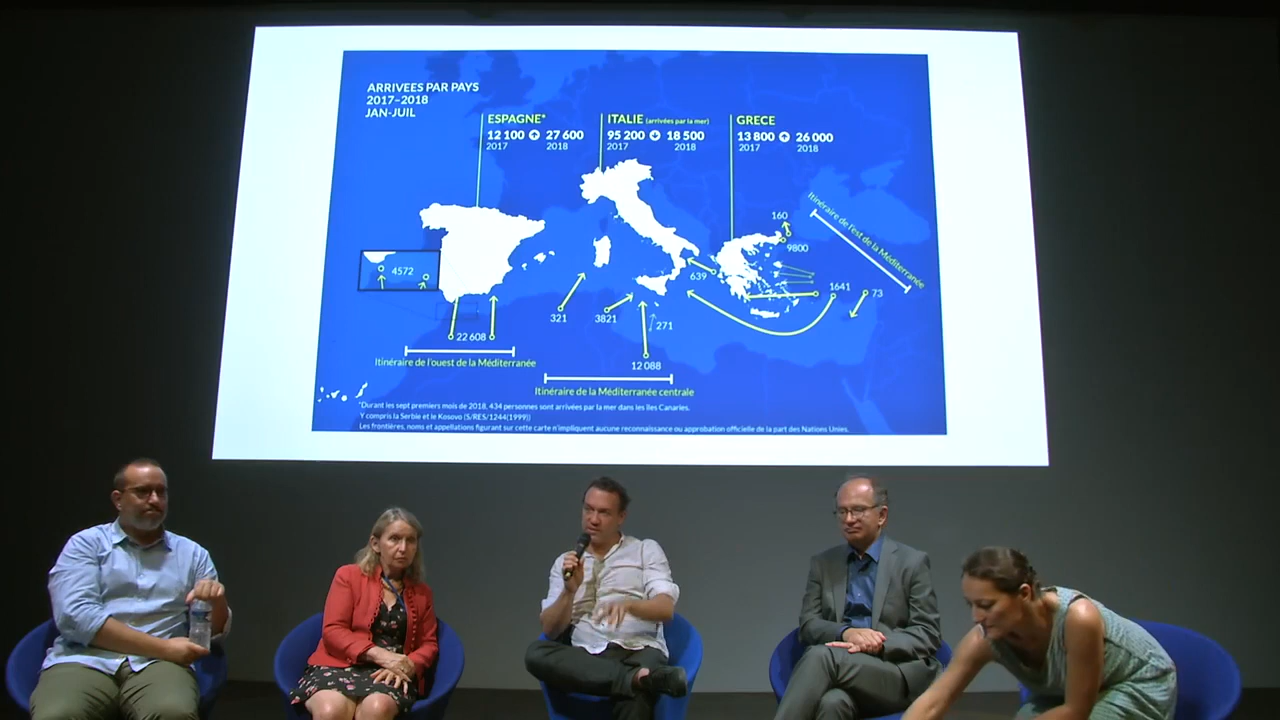 ARRIVEES PAR PAYS
2017–2018
JAN-JUIL
ESPAGNE*
12 100 27 600
2017 2018
ITALIE (arrivées par la mer)
95 200 18 500
2017 2018
GRECE
13 800 26 000
2017 2018
160
9800
Itinéraire de l'est de la Méditerranée
4572
639
1641
73
321
3821
271
22 608
12 088
Itinéraire de l'ouest de la Méditerranée
Itinéraire de la Méditerranée centrale
*Durant les sept premiers mois de 2018, 434 personnes sont arrivées par la mer dans les îles Canaries.
Y compris la Serbie et le Kosovo (S/RES/1244(1999))
Les frontières, noms et appellations figurant sur cette carte n'impliquent aucune reconnaissance ou approbation officielle de la part des Nations Unies.